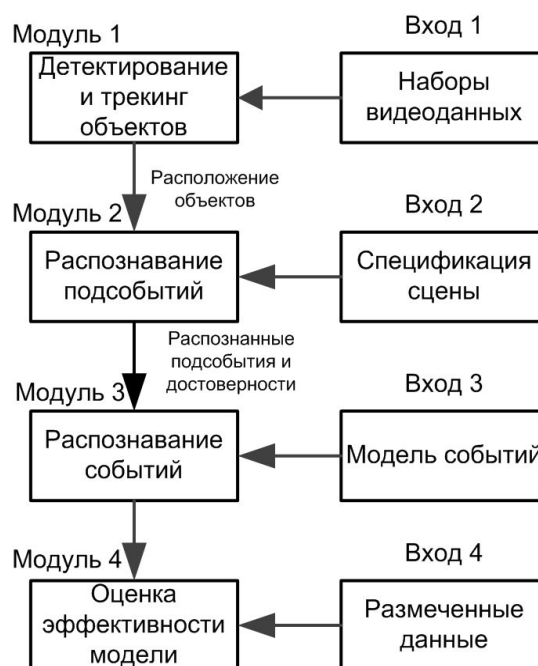 Модуль 1
Вход 1
Детектирование
и трекинг
объектов
Наборы
видеоданных
Расположение
объектов
Модуль 2
Вход 2
Распознавание
подсобытий
Спецификация
сцены
Распознанные
подсобытия и
достоверности
Модуль 3
Вход 3
Распознавание
событий
Модель событий
Модуль 4
Вход 4
Оценка
эффективности
модели
Размеченные
данные